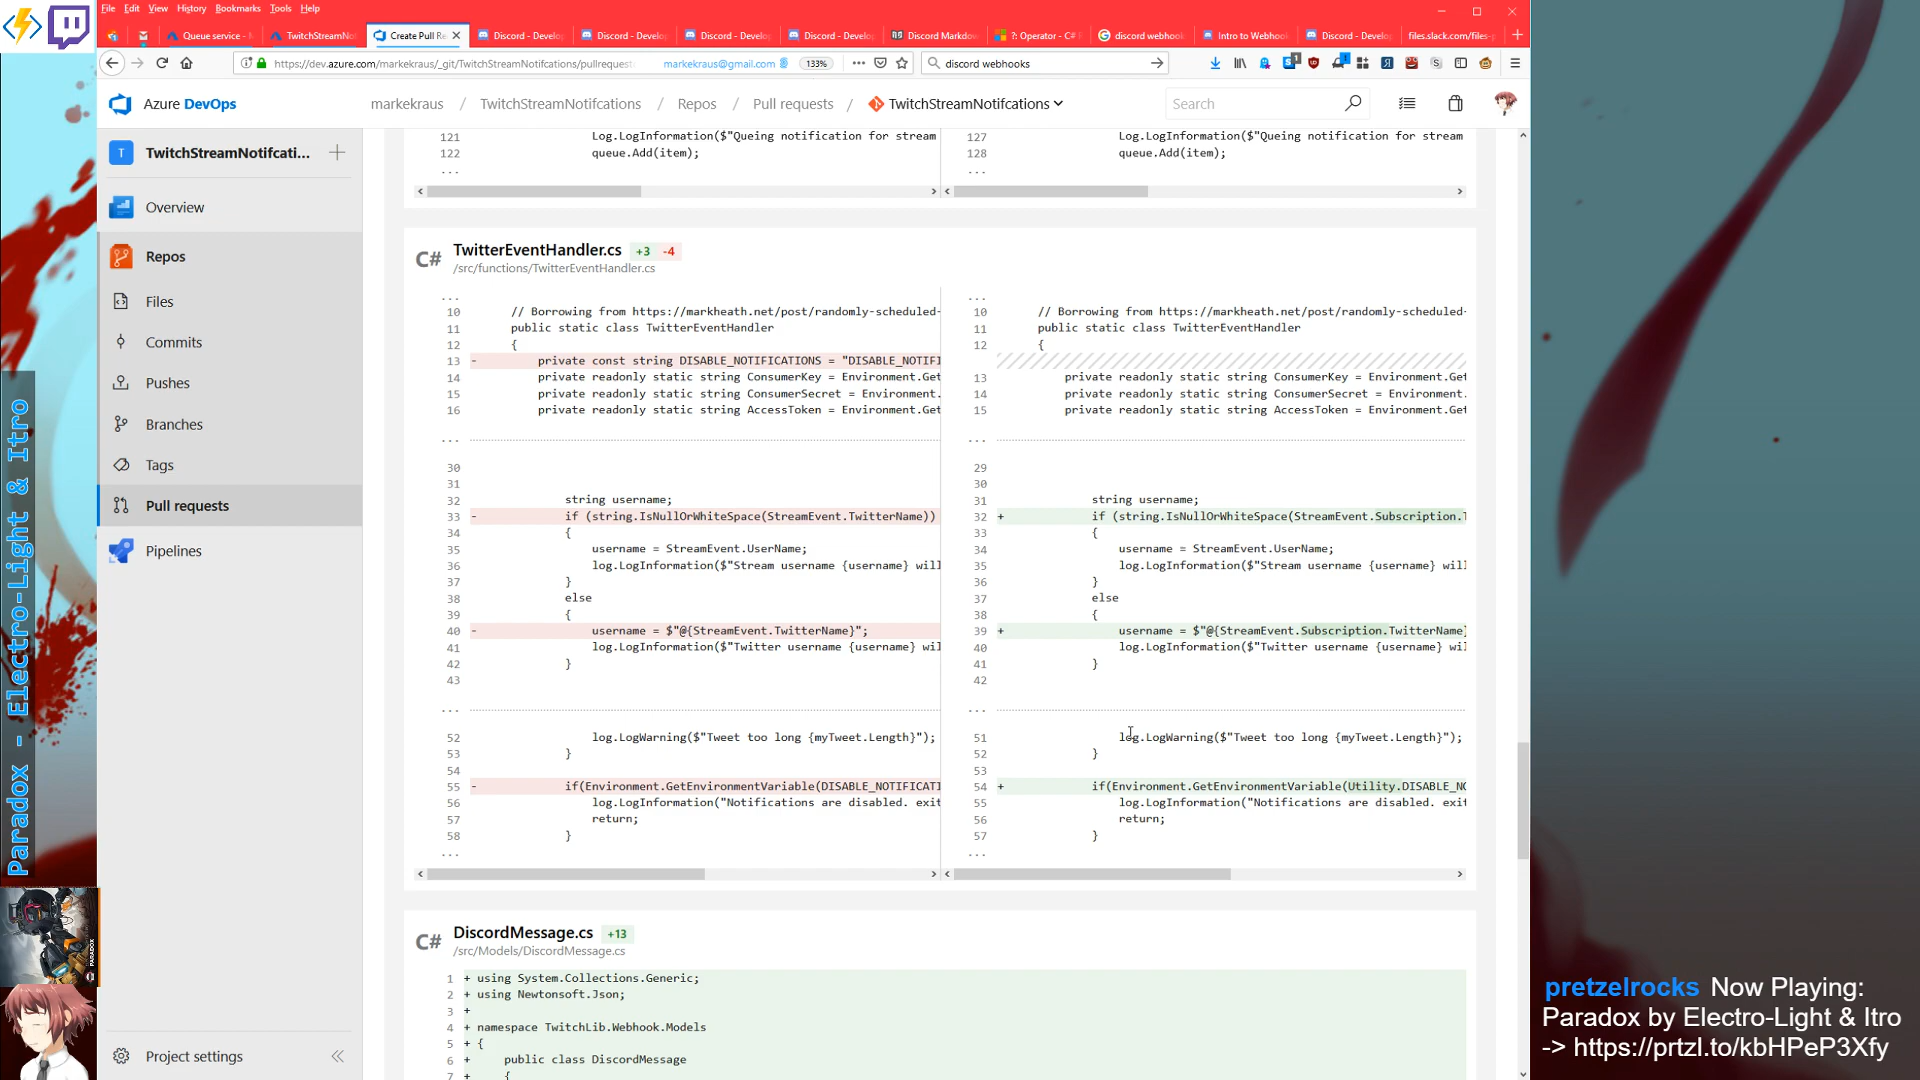 File Edit View History Bookmarks Tools Help
Queue service -
TwitchStreamNot
Create Pull Re
Discord - Develo
Discord - Develo
Discord - Develo
Discord - Develo
Discord Markdow
?: Operator - C# R
discord webhook
Intro to Webhook
Discord - Develo
files.slack.com/files-p
https://dev.azure.com/markekraus/_git/TwitchStreamNotifcations/pullrequest
markekraus@gmail.com
133%
discord webhooks
Azure DevOps
markekraus / TwitchStreamNotifcations / Repos / Pull requests / TwitchStreamNotifcations
Search
T TwitchStreamNotifcati...
Overview
Repos
Files
Commits
Pushes
Branches
Tags
Pull requests
Pipelines
Project settings
121 Log.LogInformation($"Queing notification for stream
122 queue.Add(item);
...
127 Log.LogInformation($"Queing notification for stream
128 queue.Add(item);
...
C# TwitterEventHandler.cs +3 -4
/src/functions/TwitterEventHandler.cs
...
10 // Borrowing from https://markheath.net/post/randomly-scheduled-
11 public static class TwitterEventHandler
12 {
13 - private const string DISABLE_NOTIFICATIONS = "DISABLE_NOTIFI
14 private readonly static string ConsumerKey = Environment.Get
15 private readonly static string ConsumerSecret = Environment.
16 private readonly static string AccessToken = Environment.Get
...
30
31
32 string username;
33 - if (string.IsNullOrWhiteSpace(StreamEvent.TwitterName))
34 {
35 username = StreamEvent.UserName;
36 log.LogInformation($"Stream username {username} will
37 }
38 else
39 {
40 - username = $"@{StreamEvent.TwitterName}";
41 log.LogInformation($"Twitter username {username} wil
42 }
43
...
52 log.LogWarning($"Tweet too long {myTweet.Length}");
53 }
54
55 - if(Environment.GetEnvironmentVariable(DISABLE_NOTIFICATI
56 log.LogInformation("Notifications are disabled. exit
57 return;
58 }
...
...
10 // Borrowing from https://markheath.net/post/randomly-scheduled-
11 public static class TwitterEventHandler
12 {
13 private readonly static string ConsumerKey = Environment.Get
14 private readonly static string ConsumerSecret = Environment.
15 private readonly static string AccessToken = Environment.Get
...
29
30
31 string username;
32 + if (string.IsNullOrWhiteSpace(StreamEvent.Subscription.T
33 {
34 username = StreamEvent.UserName;
35 log.LogInformation($"Stream username {username} will
36 }
37 else
38 {
39 + username = $"@{StreamEvent.Subscription.TwitterName}
40 log.LogInformation($"Twitter username {username} wil
41 }
42
...
51 log.LogWarning($"Tweet too long {myTweet.Length}");
52 }
53
54 + if(Environment.GetEnvironmentVariable(Utility.DISABLE_NO
55 log.LogInformation("Notifications are disabled. exit
56 return;
57 }
...
C# DiscordMessage.cs +13
/src/Models/DiscordMessage.cs
1 + using System.Collections.Generic;
2 + using Newtonsoft.Json;
3 +
4 + namespace TwitchLib.Webhook.Models
5 + {
6 + public class DiscordMessage
7 + {
Paradox - Electro-Light & Itro
PARADOX
pretzelrocks Now Playing:
Paradox by Electro-Light & Itro
-> https://prtzl.to/kbHPeP3Xfy